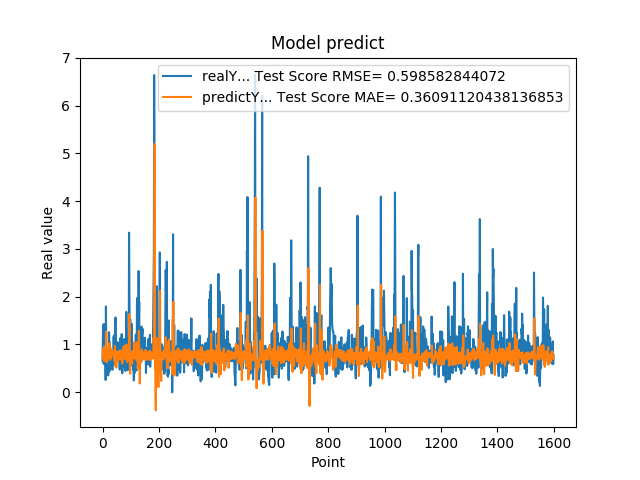 Model predict
realY... Test Score RMSE= 0.598582844072
predictY... Test Score MAE= 0.36091120438136853
Real value
7
6
5
4
3
2
1
0
0 200 400 600 800 1000 1200 1400 1600
Point